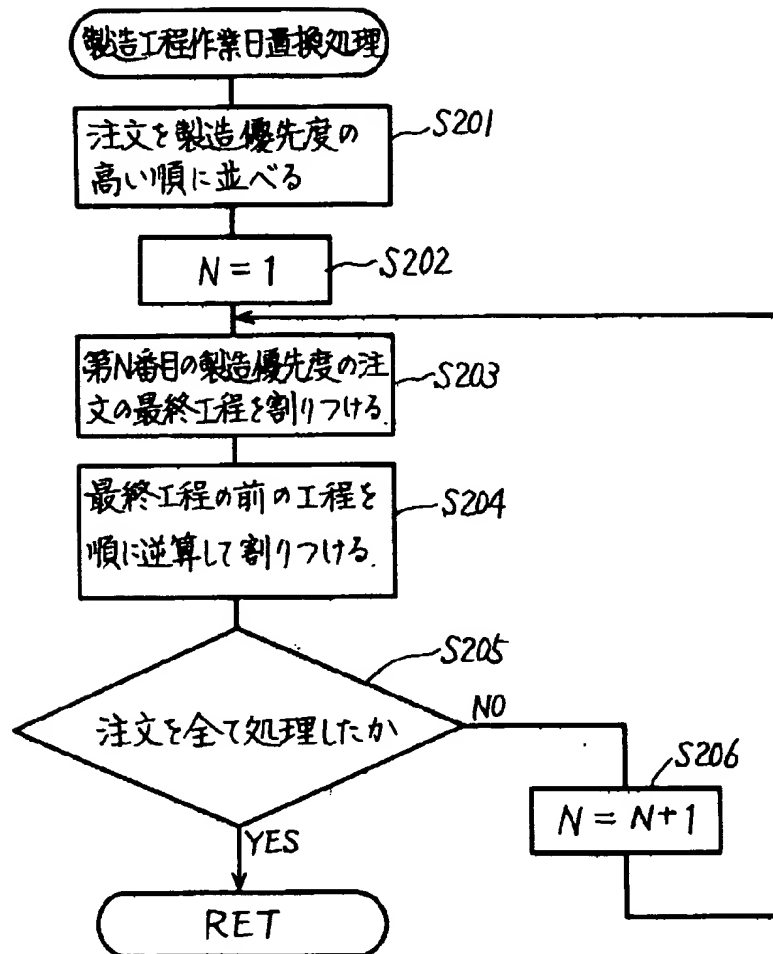 製造工程作業日置換処理
注文を製造優先度の
高い順に並べる
S201
N = 1
S202
第N番目の製造優先度の注
文の最終工程を割りつける.
S203
最終工程の前の工程を
順に逆算して割りつける.
S204
注文を全て処理したか
S205
NO
S206
N = N+1
YES
RET